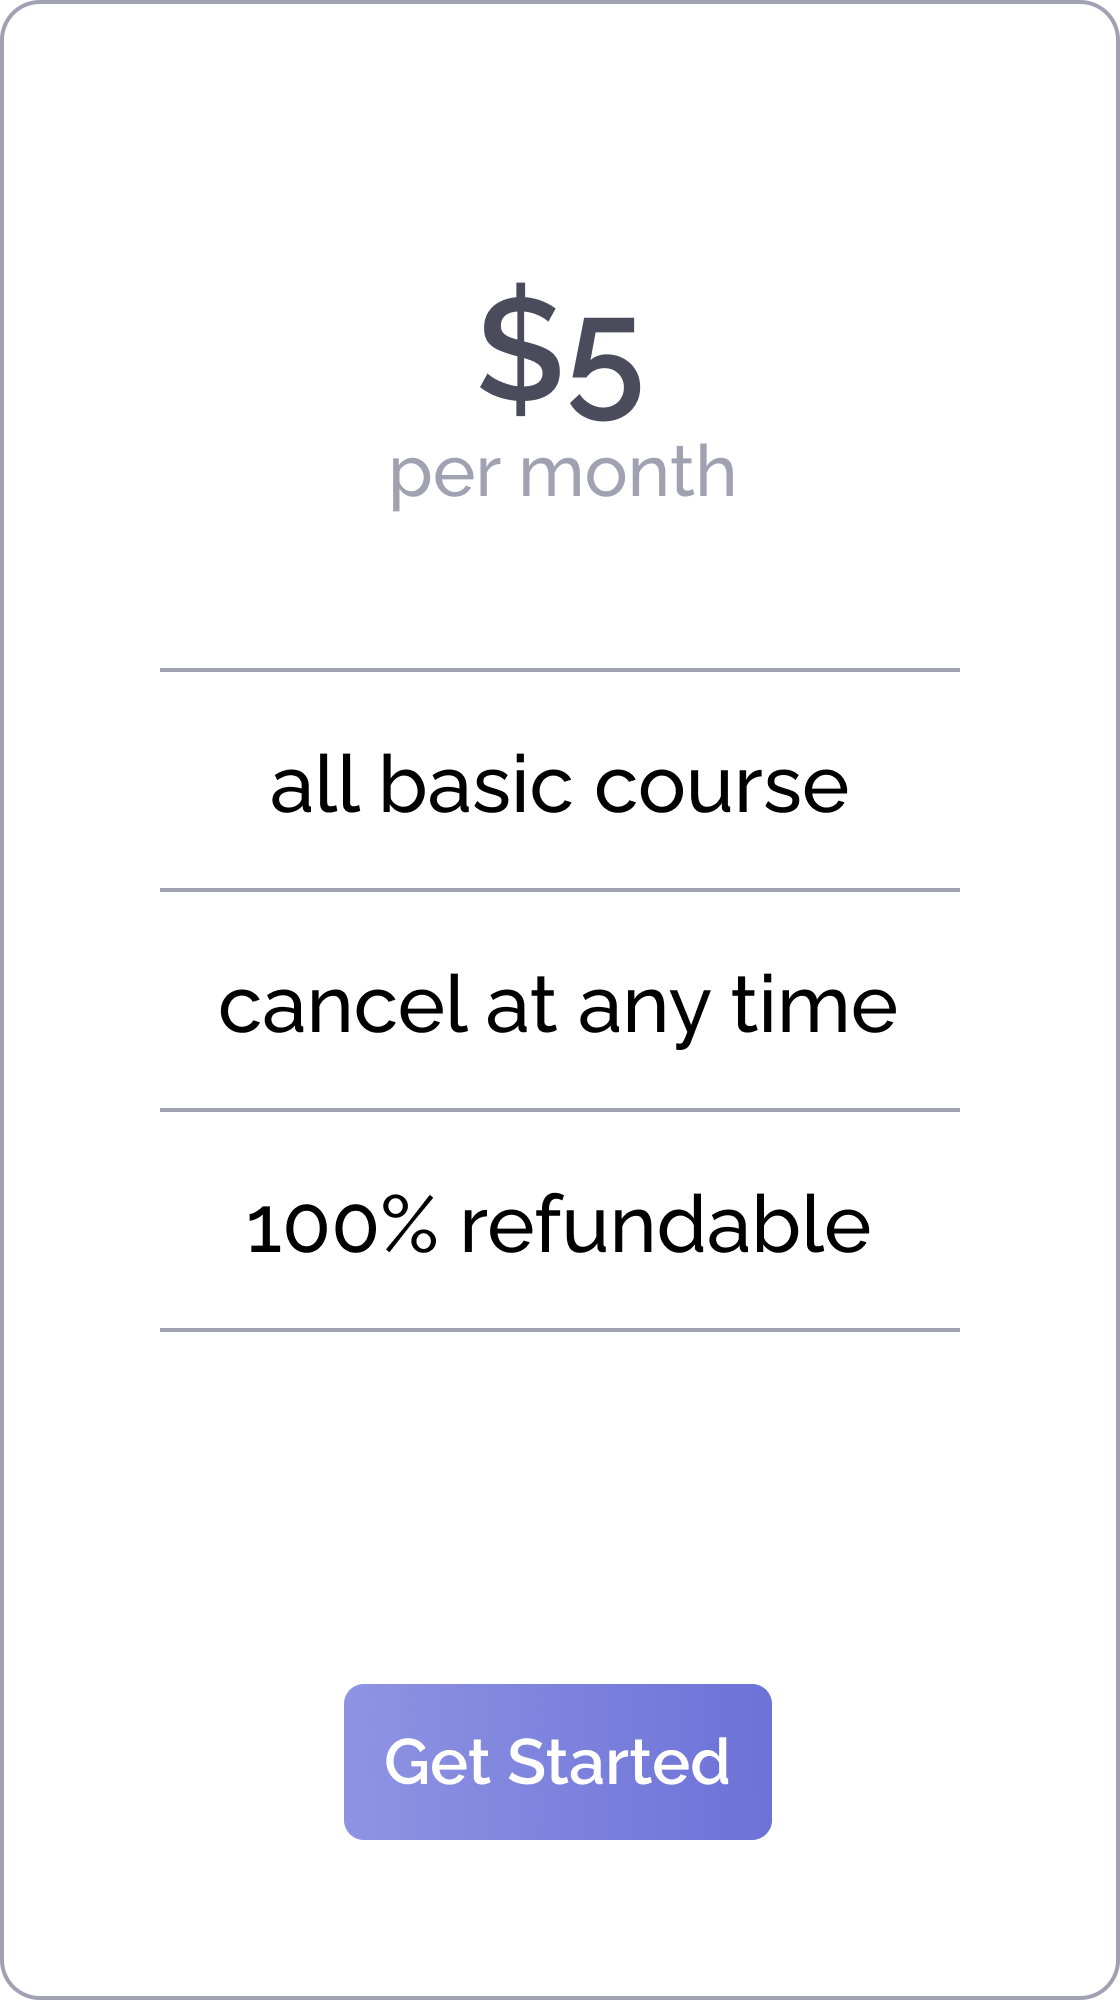 $5
per month
all basic course
cancel at any time
100% refundable
Get Started